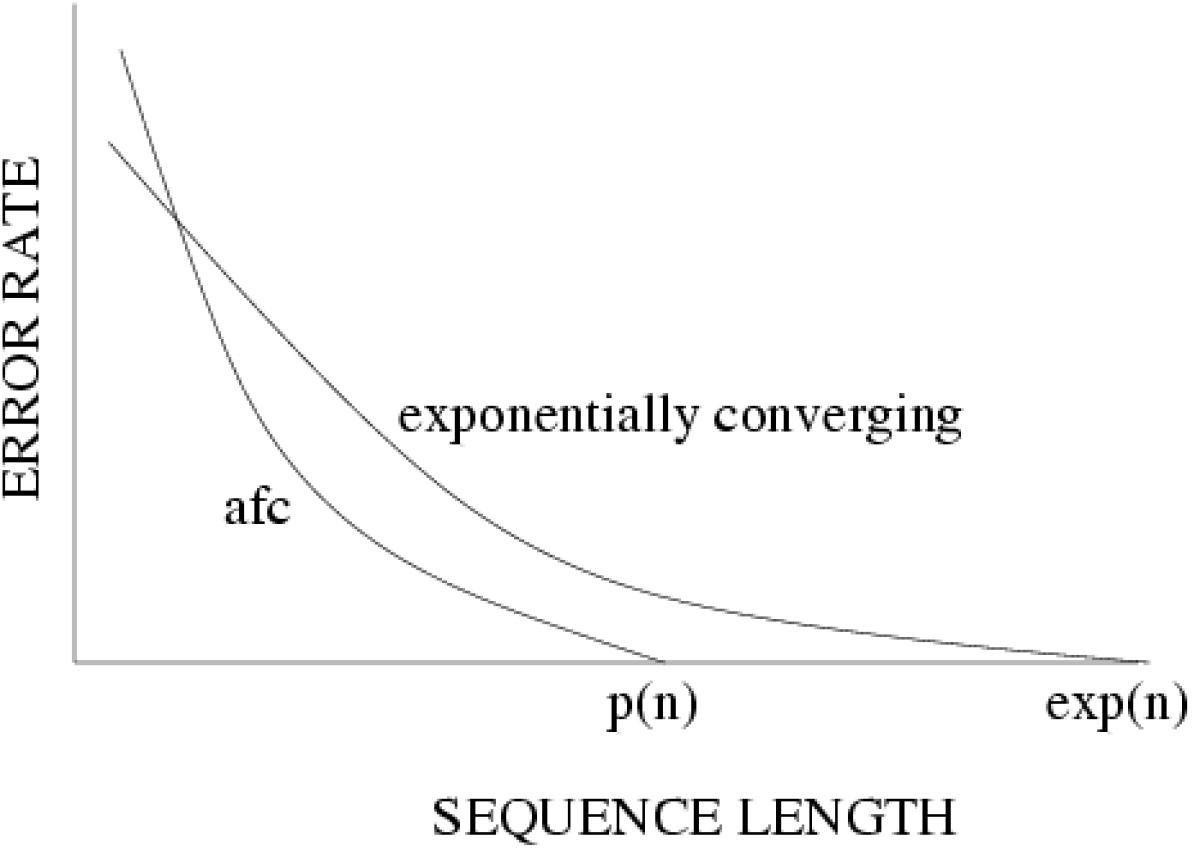 ERROR RATE
exponentially converging
afc
p(n)
exp(n)
SEQUENCE LENGTH